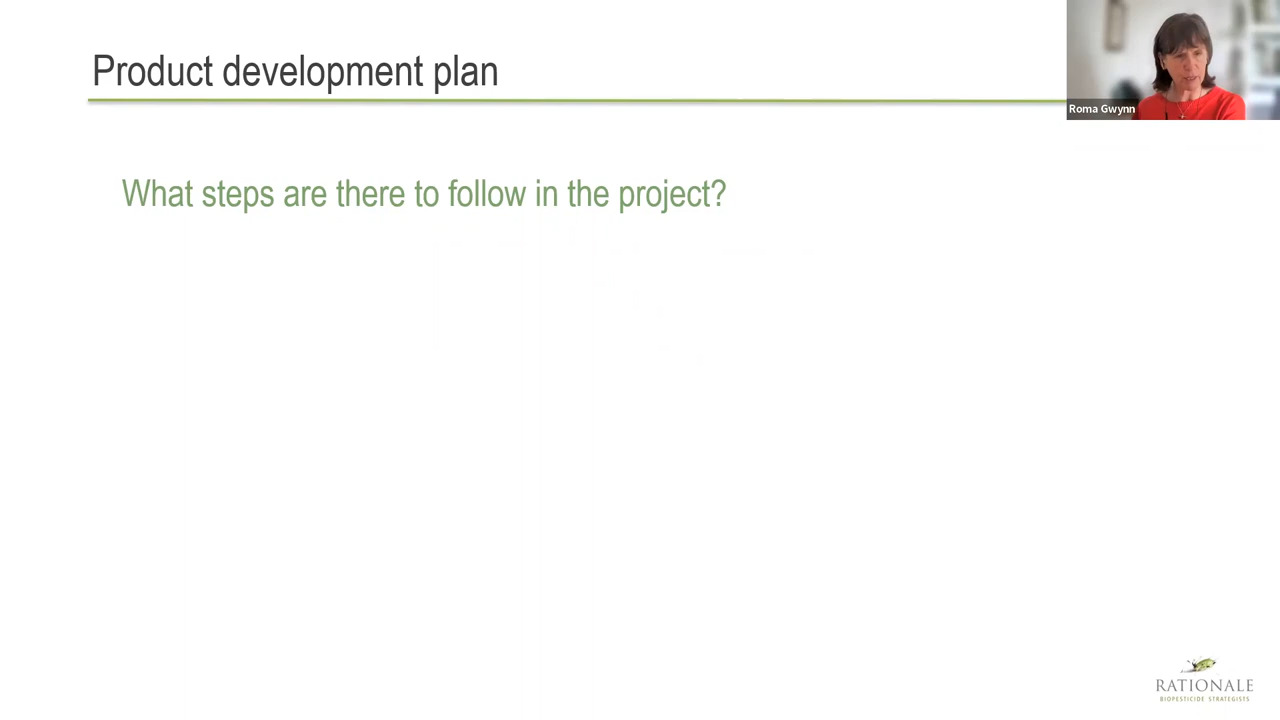 Product development plan
Roma Gwynn
What steps are there to follow in the project?
RATIONALE
BIOPESTICIDE STRATEGISTS